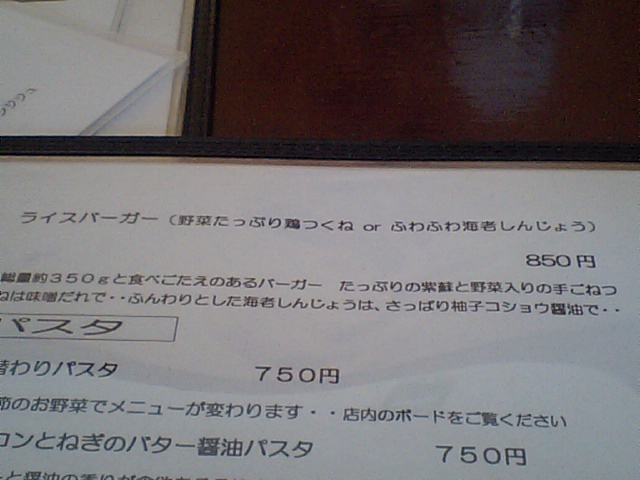 ライスバーガー（野菜たっぷり鶏つくね or ふわふわ海老しんじょう）
850円
総量約３５０ｇと食べごたえのあるバーガー　たっぷりの紫蘇と野菜入りの手ごねつ
ねは味噌だれで・・ふんわりとした海老しんじょうは、さっぱり柚子コショウ醤油で・・
パスタ
替わりパスタ　７５０円
節のお野菜でメニューが変わります・・店内のボードをご覧ください
コンとねぎのバター醤油パスタ　７５０円